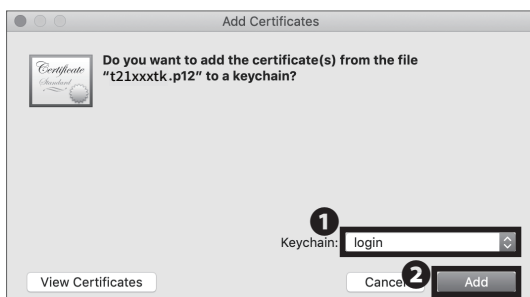 Add Certificates
Certificate
Standard
Do you want to add the certificate(s) from the file
“t21xxxtk.p12” to a keychain?
1
Keychain: login
View Certificates Cancel 2 Add